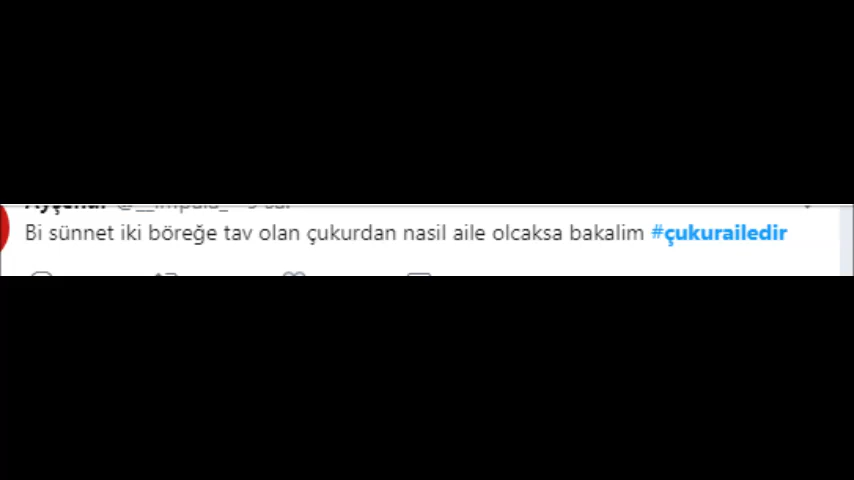 Bi sünnet iki böreğe tav olan çukurdan nasil aile olcaksa bakalim #çukurailedir